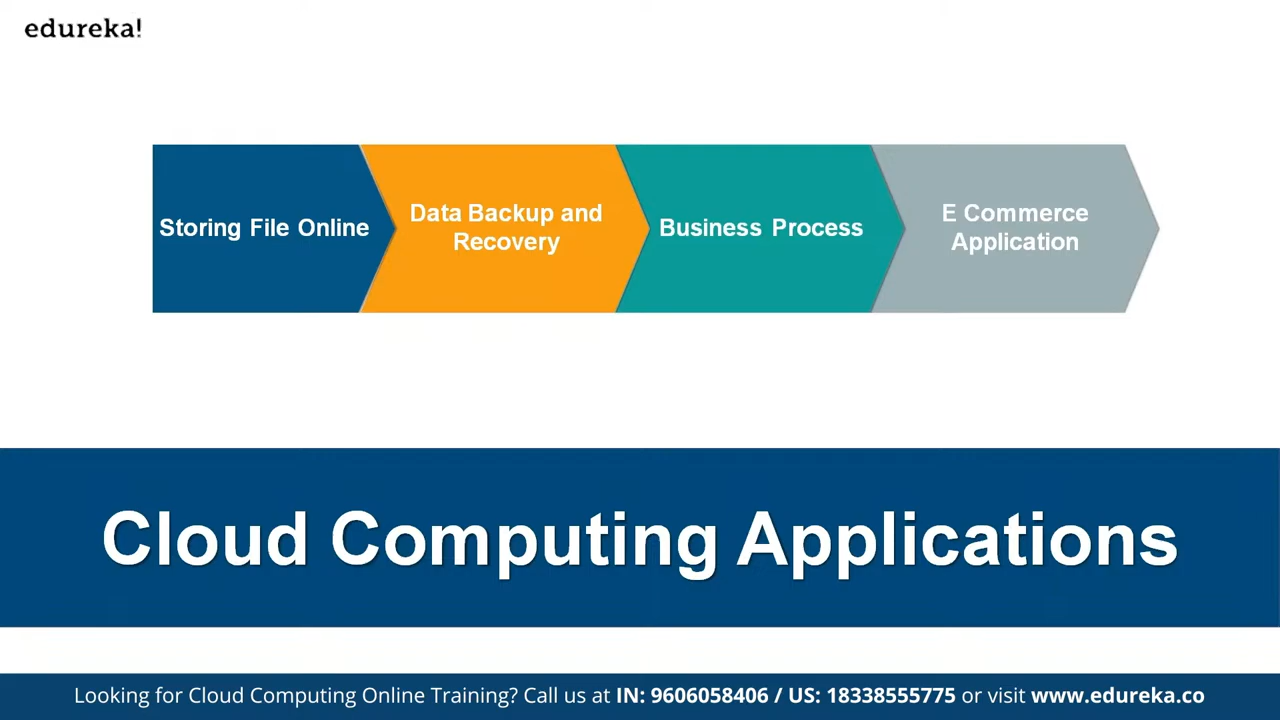 edureka!
Storing File Online
Data Backup and
Recovery
Business Process
E Commerce
Application
Cloud Computing Applications
Looking for Cloud Computing Online Training? Call us at IN: 9606058406 / US: 18338555775 or visit www.edureka.co